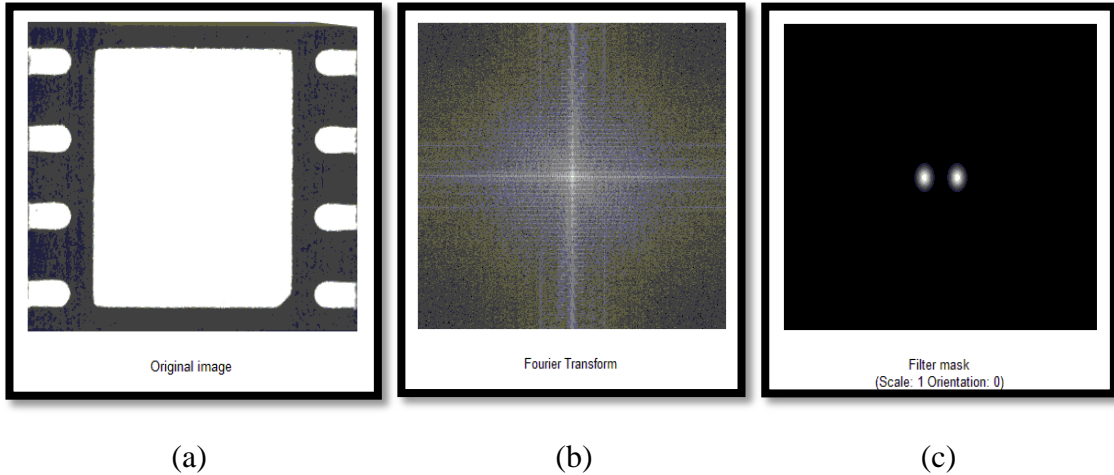 Original image
Fourier Transform
Filter mask
(Scale: 1 Orientation: 0)
(a)
(b)
(c)